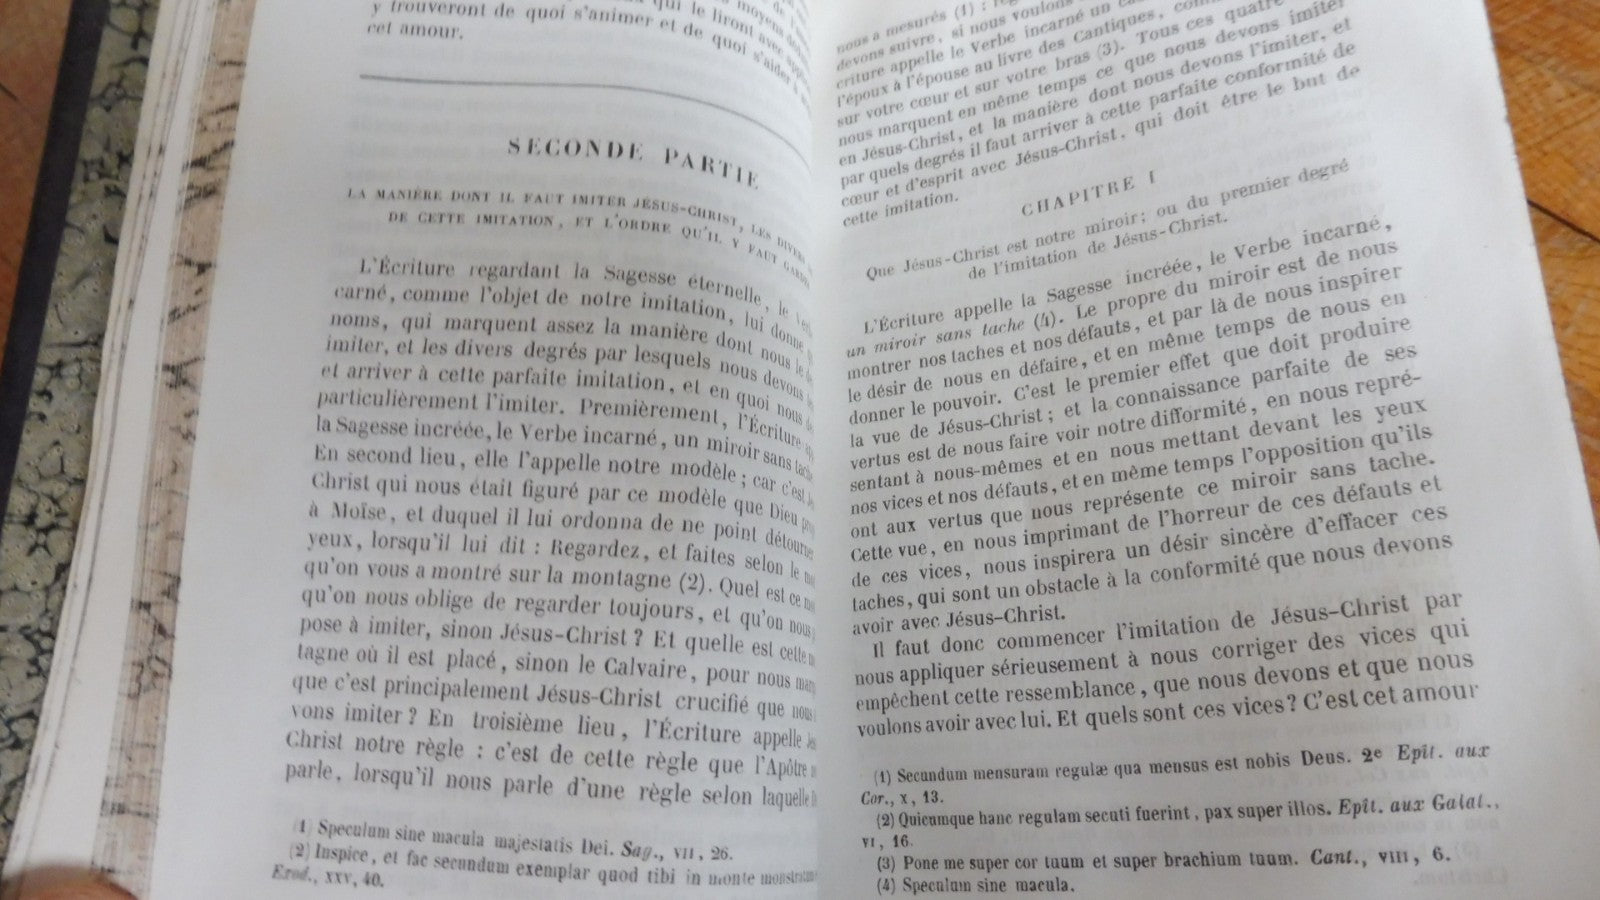 qui le liront avec
y trouveront de quoi s'animer et de quoi s'aider à
cet amour.
SECONDE PARTIE
LA MANIÈRE DONT IL FAUT IMITER JÉSUS-CHRIST, LES DIVERS
DE CETTE IMITATION, ET L'ORDRE QU'IL Y FAUT
L'Écriture regardant la Sagesse éternelle, le
carné, comme l'objet de notre imitation, lui donne
noms, qui marquent assez la manière dont nous le
imiter, et les divers degrés par lesquels nous devons
et arriver à cette parfaite imitation, et en quoi nous
particulièrement l'imiter. Premièrement, l'Écriture
la Sagesse incréée, le Verbe incarné, un miroir sans tache
En second lieu, elle l'appelle notre modèle; car c'est
Christ qui nous était figuré par ce modèle que Dieu
à Moïse, et duquel il lui ordonna de ne point détourner
yeux, lorsqu'il lui dit : Regardez, et faites selon le
qu'on vous a montré sur la montagne (2). Quel est ce
qu'on nous oblige de regarder toujours, et qu'on nous
pose à imiter, sinon Jésus-Christ? Et quelle est cette
tagne où il est placé, sinon le Calvaire, pour nous
que c'est principalement Jésus-Christ crucifié que nous
vons imiter? En troisième lieu, l'Écriture appelle
Christ notre règle : c'est de cette règle que l'Apôtre
parle, lorsqu'il nous parle d'une règle selon laquelle
(1) Speculum sine macula majestatis Dei. Sag., VII, 26.
(2) Inspice, et fac secundum exemplar quod tibi in monte
Exod., XXV, 40.
nous a mesurés (1) :
devons suivre, si nous voulons
criture appelle le Verbe incarné un
l'époux à l'épouse au livre des Cantiques,
sur votre cœur et sur votre bras (3). Tous ces quatre
nous marquent en même temps ce que nous devons imiter
en Jésus-Christ, et la manière dont nous devons l'imiter, et
par quels degrés il faut arriver à cette parfaite conformité de
cœur et d'esprit avec Jésus-Christ, qui doit être le but de
cette imitation.
CHAPITRE I
Que Jésus-Christ est notre miroir; ou du premier degré
de l'imitation de Jésus-Christ.
L'Écriture appelle la Sagesse incréée, le Verbe incarné,
un miroir sans tache (4). Le propre du miroir est de nous
montrer nos taches et nos défauts, et par là de nous inspirer
le désir de nous en défaire, et en même temps de nous en
donner le pouvoir. C'est le premier effet que doit produire
la vue de Jésus-Christ; et la connaissance parfaite de ses
vertus est de nous faire voir notre difformité, en nous repré-
sentant à nous-mêmes et en nous mettant devant les yeux
nos vices et nos défauts, et en même temps l'opposition qu'ils
ont aux vertus que nous représente ce miroir sans tache.
Cette vue, en nous imprimant de l'horreur de ces défauts et
de ces vices, nous inspirera un désir sincère d'effacer ces
taches, qui sont un obstacle à la conformité que nous devons
avoir avec Jésus-Christ.
Il faut donc commencer l'imitation de Jésus-Christ par
nous appliquer sérieusement à nous corriger des vices qui
empêchent cette ressemblance, que nous devons et que nous
voulons avoir avec lui. Et quels sont ces vices? C'est cet amour
(1) Secundum mensuram regulæ qua mensus est nobis Deus. 2e Epît. aux
Cor., X, 13.
(2) Quicumque hanc regulam secuti fuerint, pax super illos. Epît. aux Galat.,
VI, 16.
(3) Pone me super cor tuum et super brachium tuum. Cant., VIII, 6.
(4) Speculum sine macula.